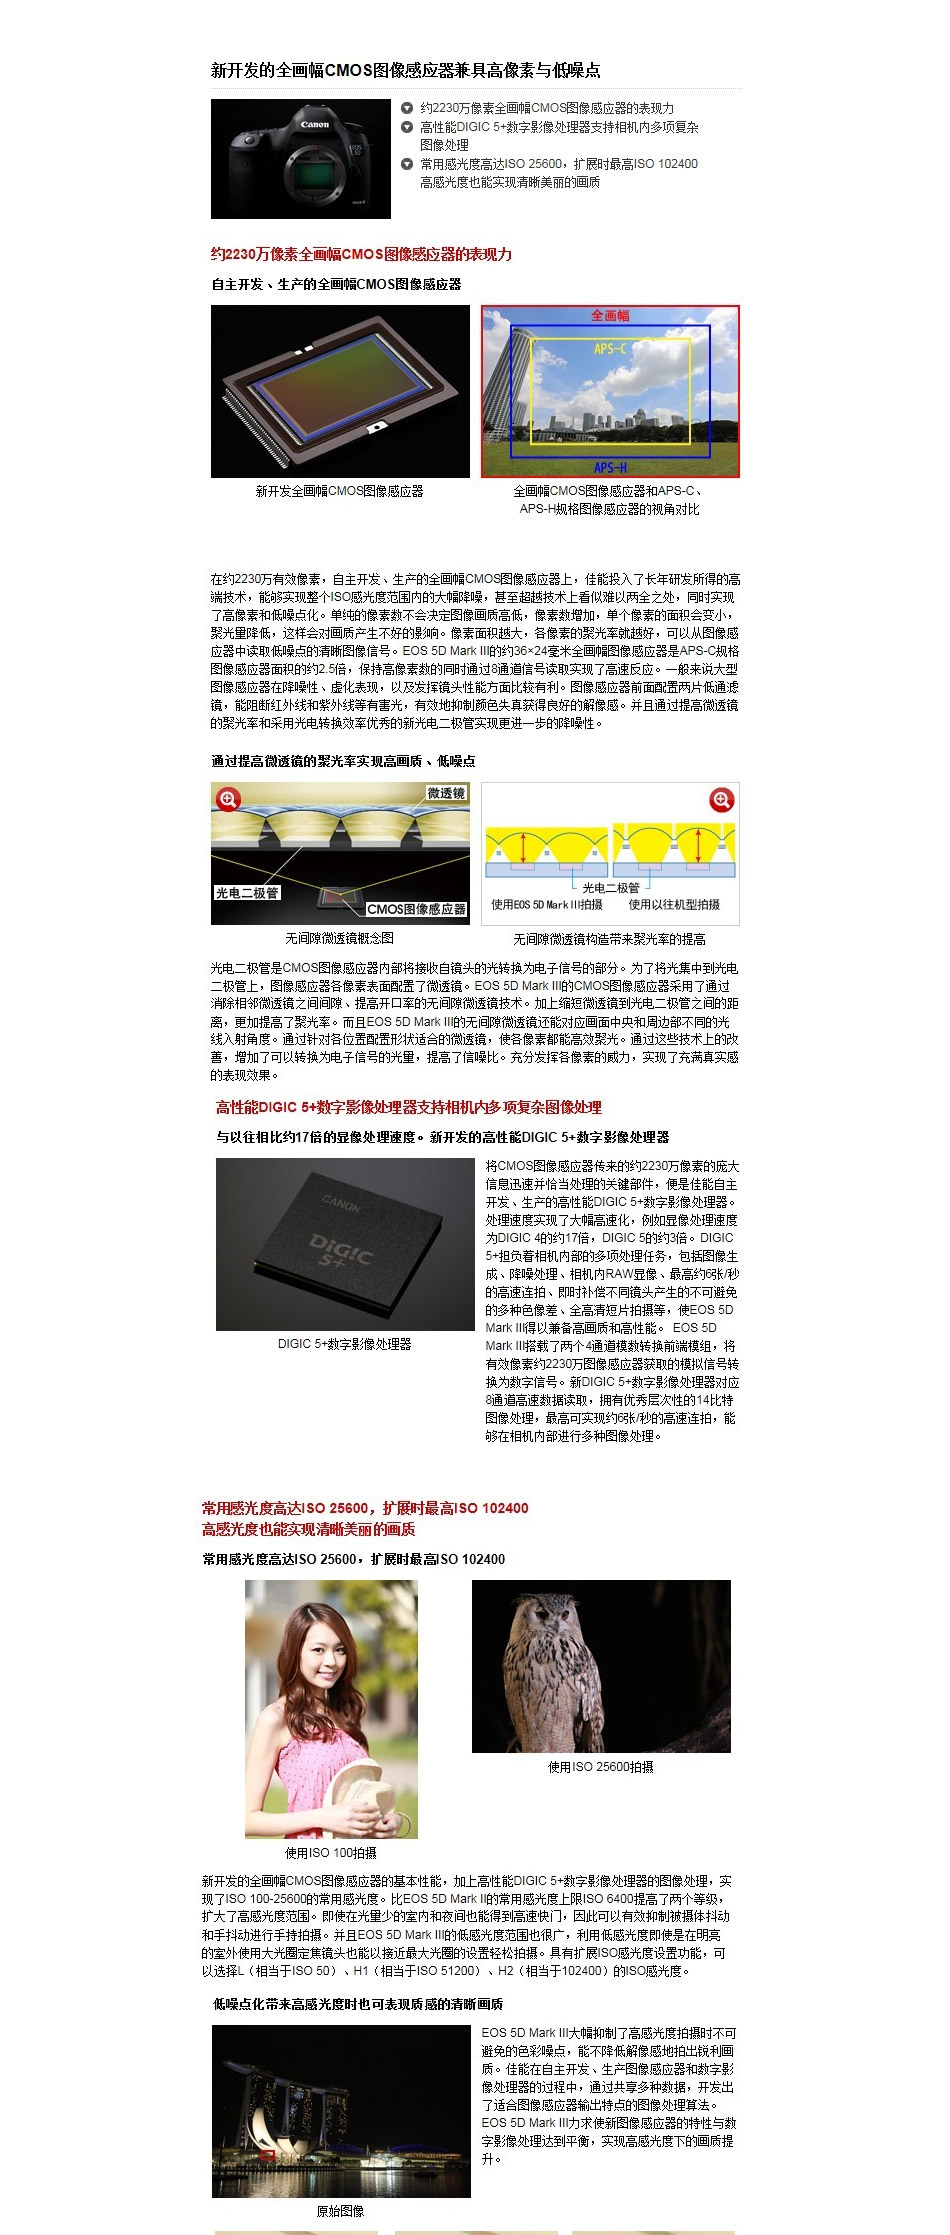 新开发的全画幅CMOS图像感应器兼具高像素与低噪点
Canon
EOS
5D
Mark III
约2230万像素全画幅CMOS图像感应器的表现力
高性能DIGIC 5+数字影像处理器支持相机内多项复杂
图像处理
常用感光度高达ISO 25600，扩展时最高ISO 102400
高感光度也能实现清晰美丽的画质
约2230万像素全画幅CMOS图像感应器的表现力
自主开发、生产的全画幅CMOS图像感应器
全画幅
APS-C
APS-H
新开发全画幅CMOS图像感应器
全画幅CMOS图像感应器和APS-C、
APS-H规格图像感应器的视角对比
在约2230万有效像素，自主开发、生产的全画幅CMOS图像感应器上，佳能投入了长年研发所得的高
端技术，能够实现整个ISO感光度范围内的大幅降噪，甚至超越技术上看似难以两全之处，同时实现
了高像素和低噪点化。单纯的像素数不会决定图像画质高低，像素数增加，单个像素的面积会变小，
聚光量降低，这样会对画质产生不好的影响。像素面积越大，各像素的聚光率就越好，可以从图像感
应器中读取低噪点的清晰图像信号。EOS 5D Mark III的约36×24毫米全画幅图像感应器是APS-C规格
图像感应器面积的约2.5倍，保持高像素数的同时通过8通道信号读取实现了高速反应。一般来说大型
图像感应器在降噪性、虚化表现，以及发挥镜头性能方面比较有利。图像感应器前面配置两片低通滤
镜，能阻断红外线和紫外线等有害光，有效地抑制颜色失真获得良好的解像感。并且通过提高微透镜
的聚光率和采用光电转换效率优秀的新光电二极管实现更进一步的降噪性。
通过提高微透镜的聚光率实现高画质、低噪点
微透镜
光电二极管
CMOS图像感应器
光电二极管
使用EOS 5D Mark III拍摄
使用以往机型拍摄
无间隙微透镜概念图
无间隙微透镜构造带来聚光率的提高
光电二极管是CMOS图像感应器内部将接收自镜头的光转换为电子信号的部分。为了将光集中到光电
二极管上，图像感应器各像素表面配置了微透镜。EOS 5D Mark III的CMOS图像感应器采用了通过
消除相邻微透镜之间间隙、提高开口率的无间隙微透镜技术。加上缩短微透镜到光电二极管之间的距
离，更加提高了聚光率。而且EOS 5D Mark III的无间隙微透镜还能对应画面中央和周边部不同的光
线入射角度。通过针对各位置配置形状适合的微透镜，使各像素都能高效聚光。通过这些技术上的改
善，增加了可以转换为电子信号的光量，提高了信噪比。充分发挥各像素的威力，实现了充满真实感
的表现效果。
高性能DIGIC 5+数字影像处理器支持相机内多项复杂图像处理
与以往相比约17倍的显像处理速度。新开发的高性能DIGIC 5+数字影像处理器
CANON
DIGIC
5+
DIGIC 5+数字影像处理器
将CMOS图像感应器传来的约2230万像素的庞大
信息迅速并恰当处理的关键部件，便是佳能自主
开发、生产的高性能DIGIC 5+数字影像处理器。
处理速度实现了大幅高速化，例如显像处理速度
为DIGIC 4的约17倍，DIGIC 5的约3倍。DIGIC
5+担负着相机内部的多项处理任务，包括图像生
成、降噪处理、相机内RAW显像、最高约6张/秒
的高速连拍、即时补偿不同镜头产生的不可避免
的多种色像差、全高清短片拍摄等，使EOS 5D
Mark III得以兼备高画质和高性能。 EOS 5D
Mark III搭载了两个4通道模数转换前端模组，将
有效像素约2230万图像感应器获取的模拟信号转
换为数字信号。新DIGIC 5+数字影像处理器对应
8通道高速数据读取，拥有优秀层次性的14比特
图像处理，最高可实现约6张/秒的高速连拍，能
够在相机内部进行多种图像处理。
常用感光度高达ISO 25600，扩展时最高ISO 102400
高感光度也能实现清晰美丽的画质
常用感光度高达ISO 25600，扩展时最高ISO 102400
使用ISO 25600拍摄
使用ISO 100拍摄
新开发的全画幅CMOS图像感应器的基本性能，加上高性能DIGIC 5+数字影像处理器的图像处理，实
现了ISO 100-25600的常用感光度。比EOS 5D Mark II的常用感光度上限ISO 6400提高了两个等级，
扩大了高感光度范围。即使在光量少的室内和夜间也能得到高速快门，因此可以有效抑制被摄体抖动
和手抖动进行手持拍摄。并且EOS 5D Mark III的低感光度范围也很广，利用低感光度即使是在明亮
的室外使用大光圈定焦镜头也能以接近最大光圈的设置轻松拍摄。具有扩展ISO感光度设置功能，可
以选择L（相当于ISO 50）、H1（相当于ISO 51200）、H2（相当于102400）的ISO感光度。
低噪点化带来高感光度时也可表现质感的清晰画质
EOS 5D Mark III大幅抑制了高感光度拍摄时不可
避免的色彩噪点，能不降低解像感地拍出锐利画
质。佳能在自主开发、生产图像感应器和数字影
像处理器的过程中，通过共享多种数据，开发出
了适合图像感应器输出特点的图像处理算法。
EOS 5D Mark III力求使新图像感应器的特性与数
字影像处理达到平衡，实现高感光度下的画质提
升。
原始图像